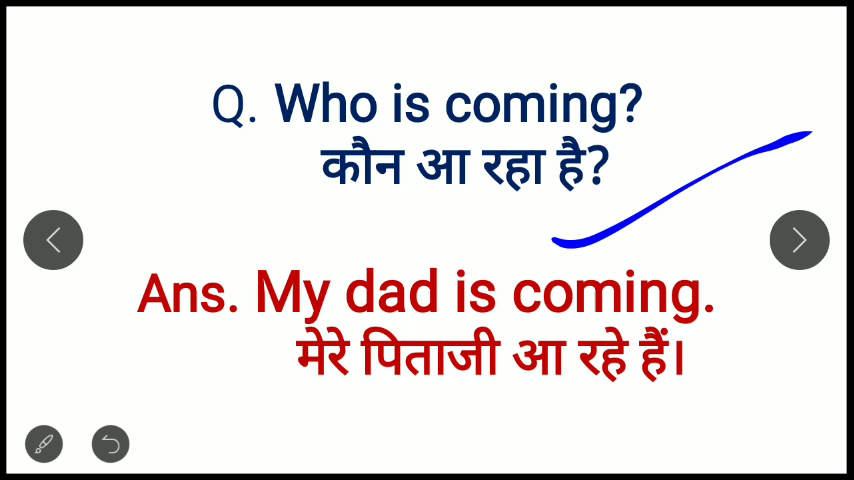 Q. Who is coming?
कौन आ रहा है?
Ans. My dad is coming.
मेरे पिताजी आ रहे हैं।